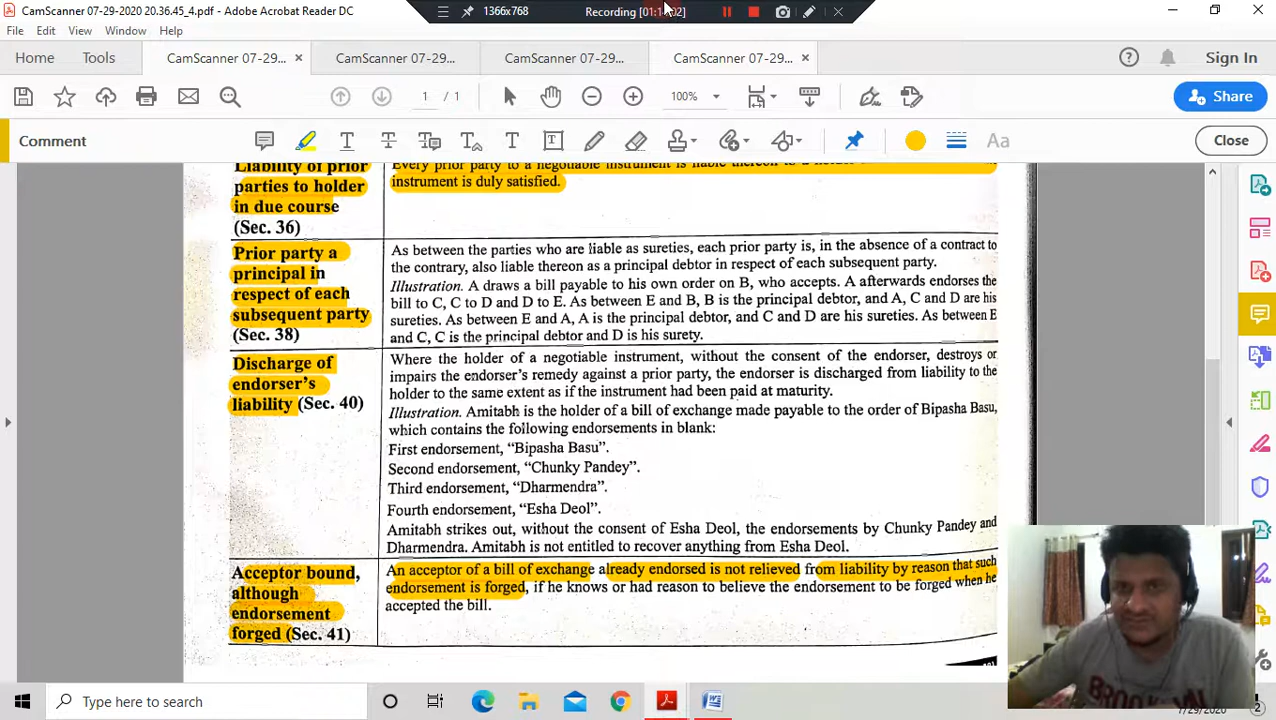 CamScanner 07-29-2020 20.36.45_4.pdf - Adobe Acrobat Reader DC
1366x768
File Edit View Window Help
Home Tools CamScanner 07-29... CamScanner 07-29... CamScanner 07-29... CamScanner 07-29... Sign In
1 / 1 100% Share
Comment Close
Liability of prior
parties to holder
in due course
(Sec. 36)
Every prior party to a negotiable instrument is liable thereon to a holder
instrument is duly satisfied.
Prior party a
principal in
respect of each
subsequent party
(Sec. 38)
As between the parties who are liable as sureties, each prior party is, in the absence of a contract to
the contrary, also liable thereon as a principal debtor in respect of each subsequent party.
Illustration. A draws a bill payable to his own order on B, who accepts. A afterwards endorses the
bill to C, C to D and D to E. As between E and B, B is the principal debtor, and A, C and D are his
sureties. As between E and A, A is the principal debtor, and C and D are his sureties. As between E
and C, C is the principal debtor and D is his surety.
Discharge of
endorser's
liability (Sec. 40)
Where the holder of a negotiable instrument, without the consent of the endorser, destroys or
impairs the endorser's remedy against a prior party, the endorser is discharged from liability to the
holder to the same extent as if the instrument had been paid at maturity.
Illustration. Amitabh is the holder of a bill of exchange made payable to the order of Bipasha Basu,
which contains the following endorsements in blank:
First endorsement, "Bipasha Basu".
Second endorsement, "Chunky Pandey".
Third endorsement, "Dharmendra".
Fourth endorsement, "Esha Deol".
Amitabh strikes out, without the consent of Esha Deol, the endorsements by Chunky Pandey and
Dharmendra. Amitabh is not entitled to recover anything from Esha Deol.
Acceptor bound,
although
endorsement
forged (Sec. 41)
An acceptor of a bill of exchange already endorsed is not relieved from liability by reason that such
endorsement is forged, if he knows or had reason to believe the endorsement to be forged when he
accepted the bill.
Type here to search
7/29/2020